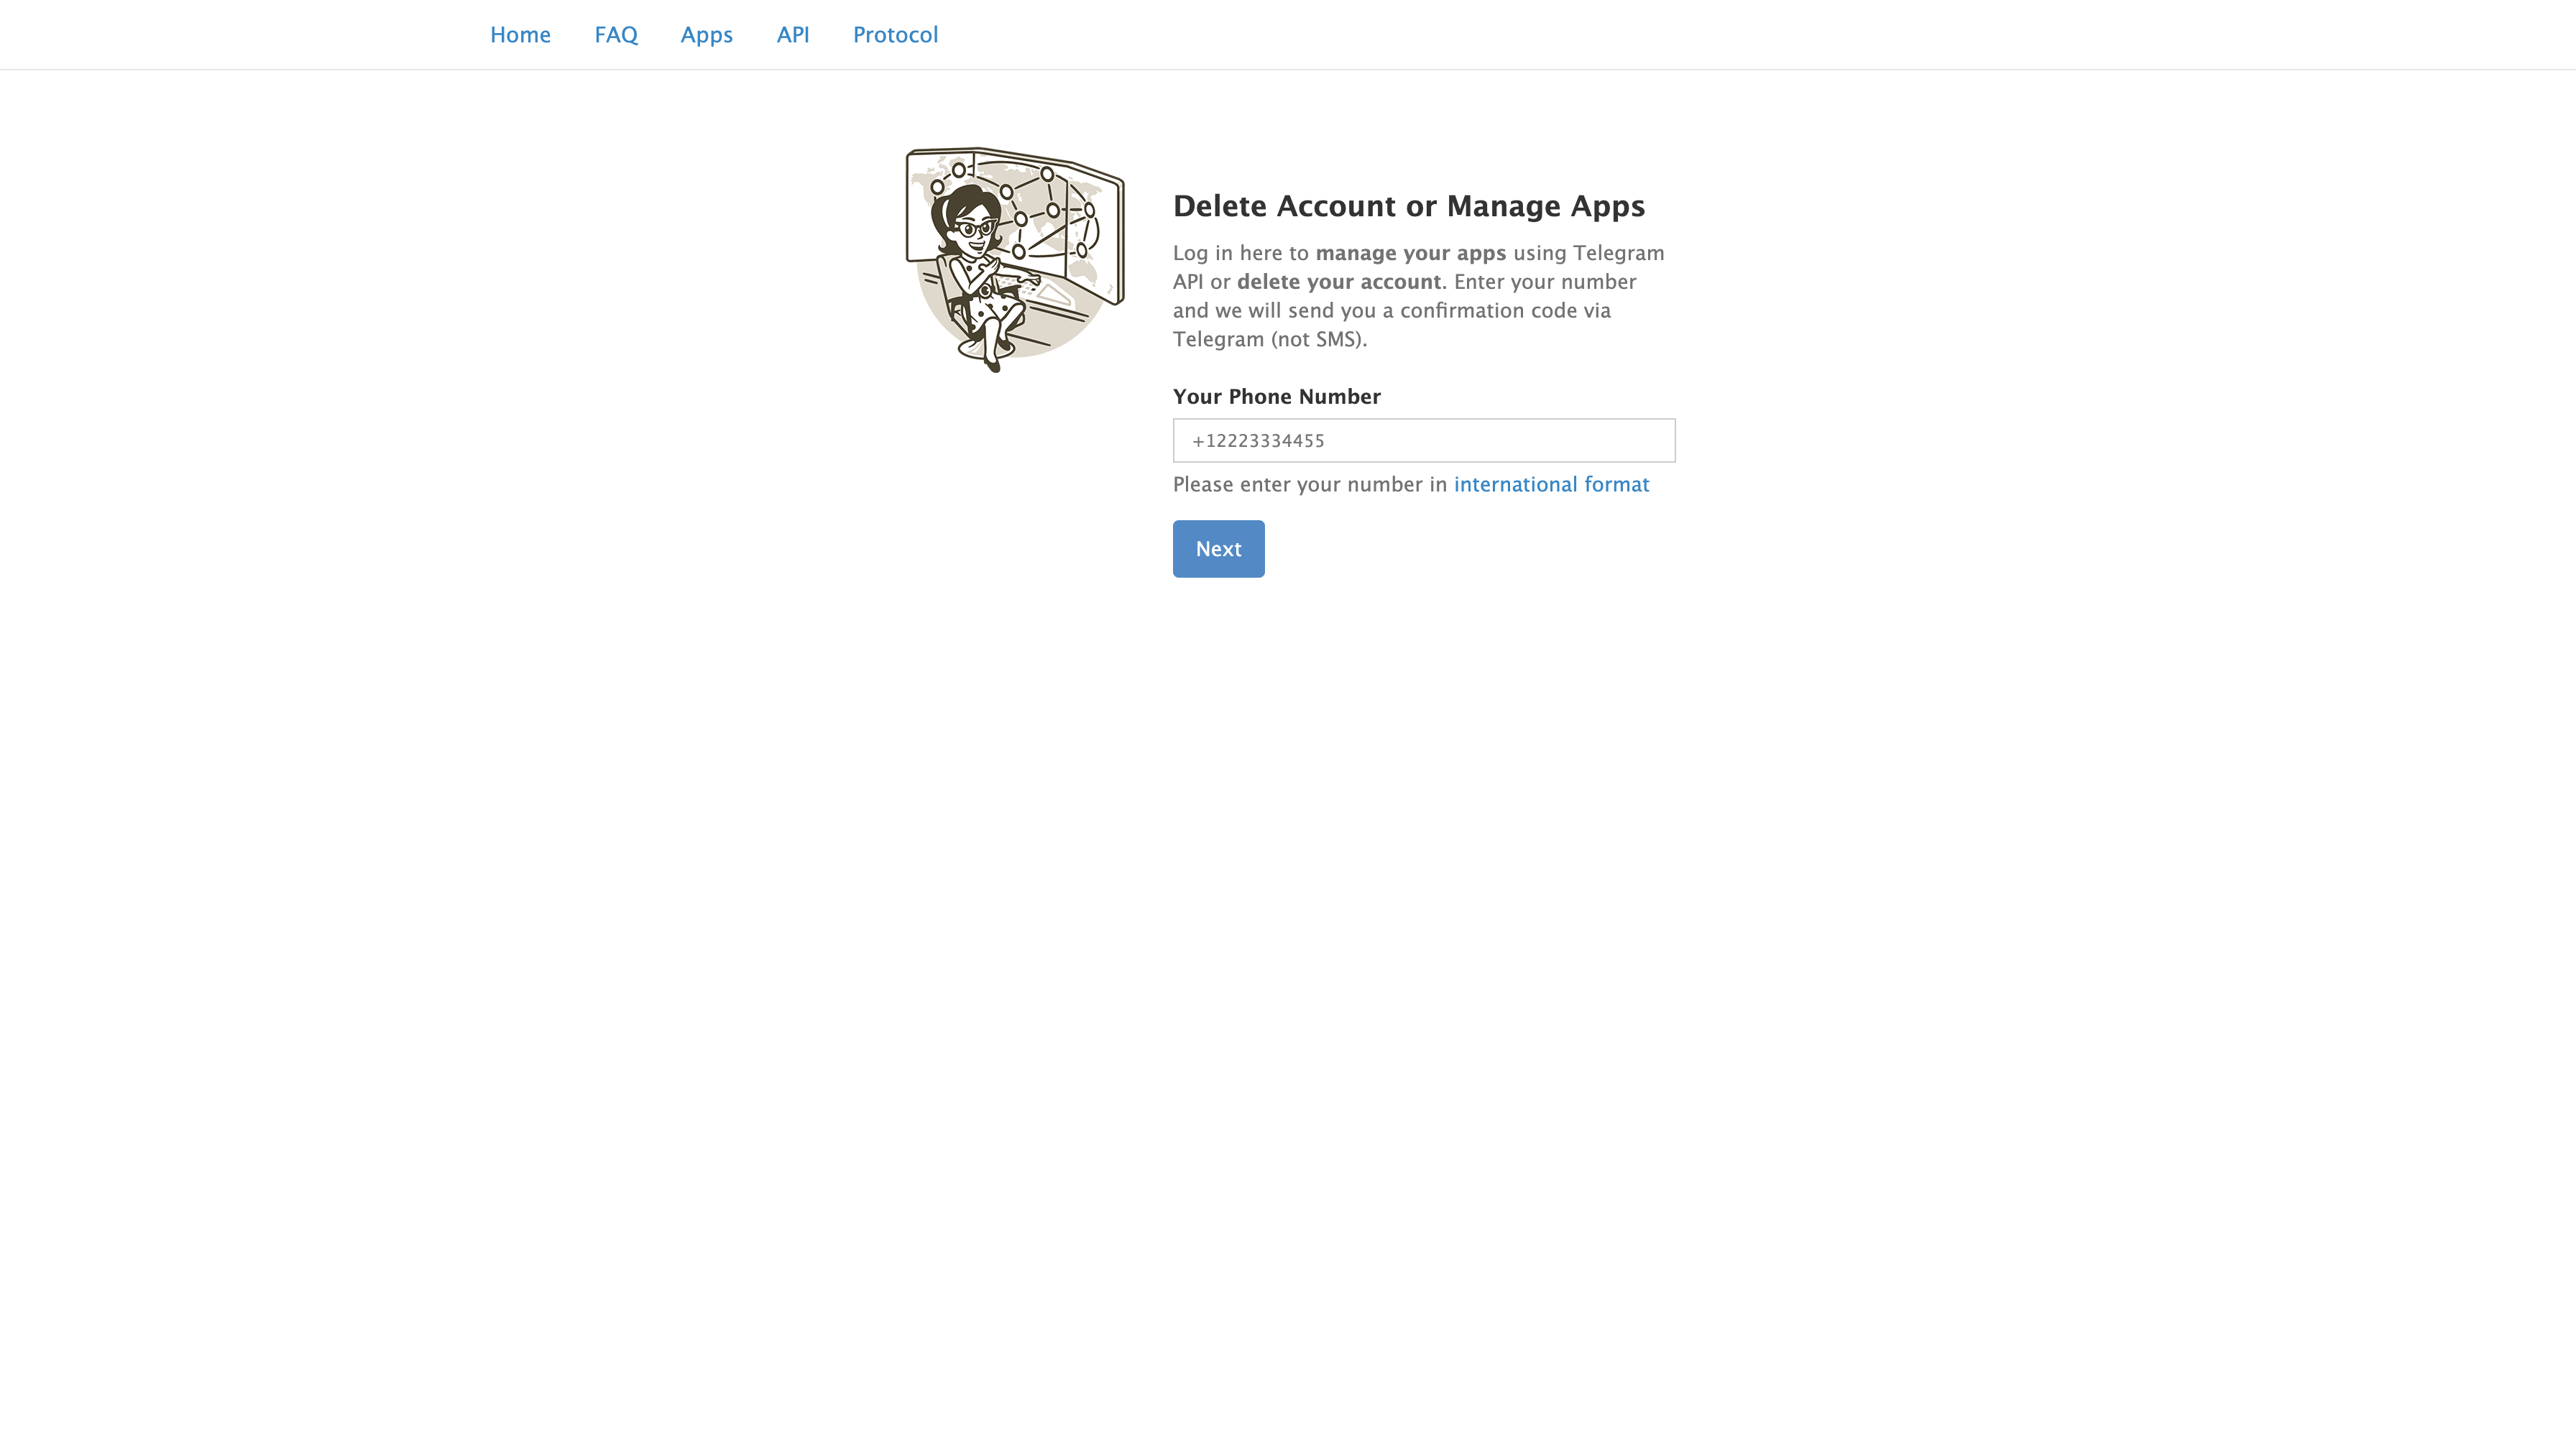 Home FAQ Apps API Protocol
Delete Account or Manage Apps
Log in here to manage your apps using Telegram
API or delete your account. Enter your number
and we will send you a confirmation code via
Telegram (not SMS).
Your Phone Number
+12223334455
Please enter your number in international format
Next